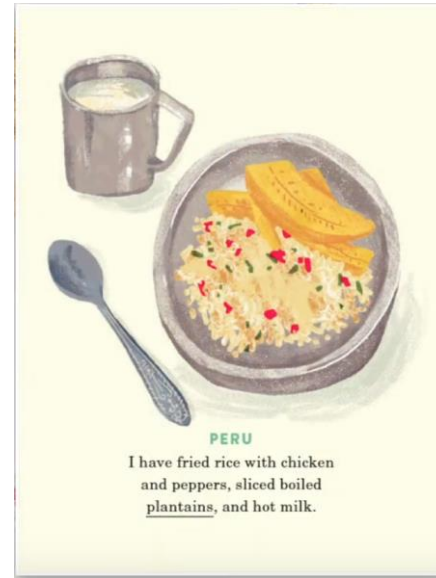 PERU
I have fried rice with chicken
and peppers, sliced boiled
plantains, and hot milk.